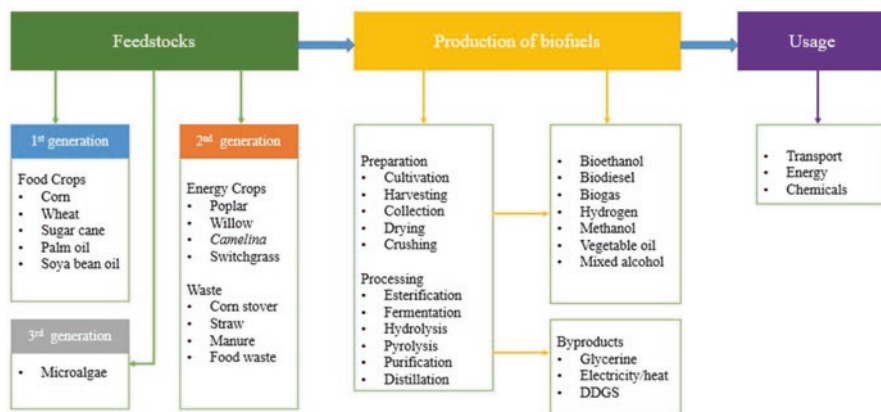 Feedstocks
Production of biofuels
Usage
1st generation
Food Crops
• Corn
• Wheat
• Sugar cane
• Palm oil
• Soya bean oil
3rd generation
• Microalgae
2nd generation
Energy Crops
• Poplar
• Willow
• Camelina
• Switchgrass
Waste
• Corn stover
• Straw
• Manure
• Food waste
Preparation
• Cultivation
• Harvesting
• Collection
• Drying
• Crushing
Processing
• Esterification
• Fermentation
• Hydrolysis
• Pyrolysis
• Purification
• Distillation
• Bioethanol
• Biodiesel
• Biogas
• Hydrogen
• Methanol
• Vegetable oil
• Mixed alcohol
Byproducts
• Glycerine
• Electricity/heat
• DDGS
• Transport
• Energy
• Chemicals